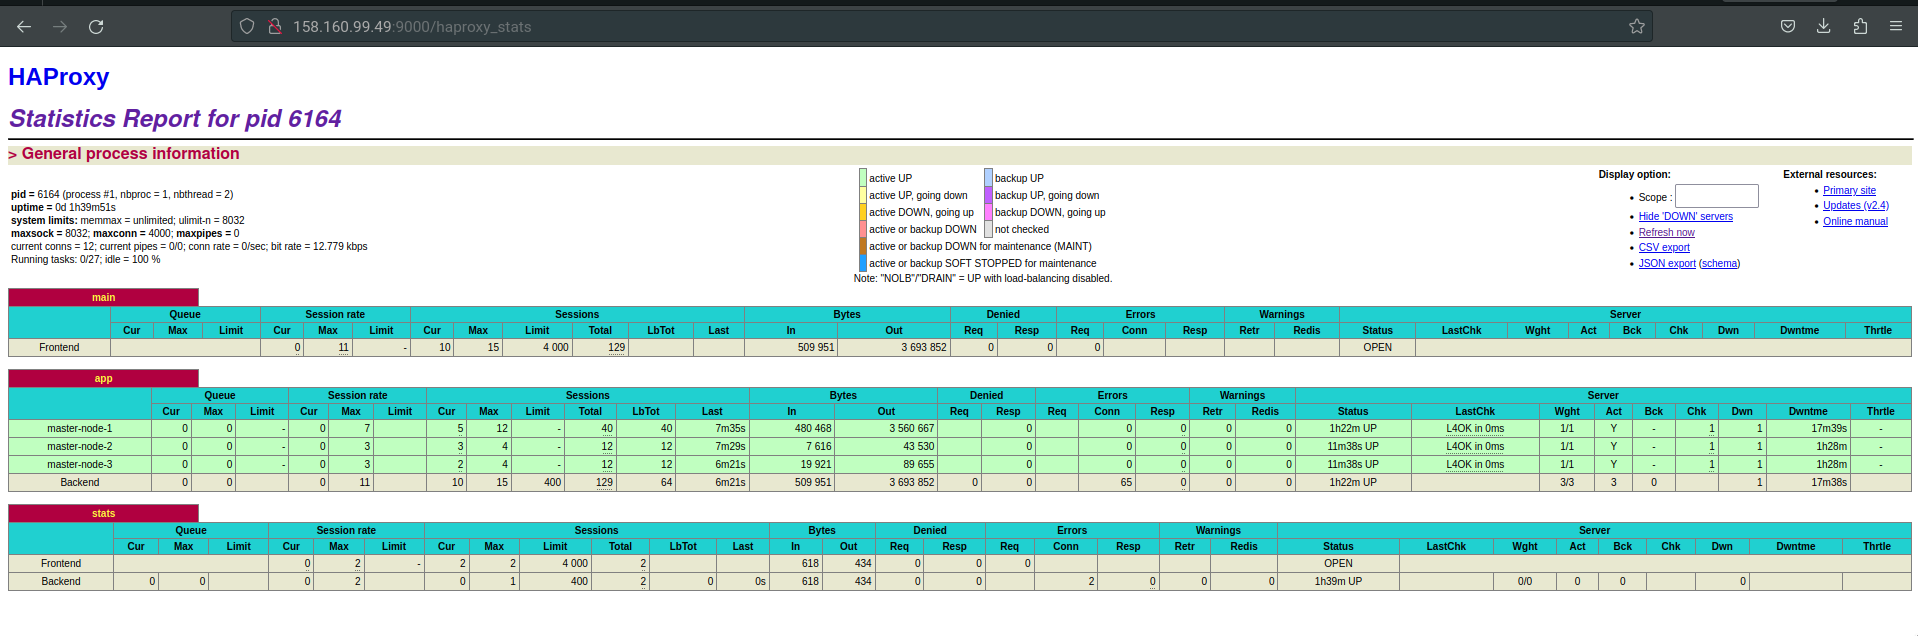 158.160.99.49:9000/haproxy_stats
HAProxy
Statistics Report for pid 6164
> General process information
pid = 6164 (process #1, nbproc = 1, nbthread = 2)
uptime = 0d 1h39m51s
system limits: memmax = unlimited; ulimit-n = 8032
maxsock = 8032; maxconn = 4000; maxpipes = 0
current conns = 12; current pipes = 0/0; conn rate = 0/sec; bit rate = 12.779 kbps
Running tasks: 0/27; idle = 100 %
active UP backup UP
active UP, going down backup UP, going down
active DOWN, going up backup DOWN, going up
active or backup DOWN not checked
active or backup DOWN for maintenance (MAINT)
active or backup SOFT STOPPED for maintenance
Note: "NOLB"/"DRAIN" = UP with load-balancing disabled.
Display option:
Scope :
Hide 'DOWN' servers
Refresh now
CSV export
JSON export (schema)
External resources:
Primary site
Updates (v2.4)
Online manual
main
Queue Session rate Sessions Bytes Denied Errors Warnings Server
Cur Max Limit Cur Max Limit Cur Max Limit Total LbTot Last In Out Req Resp Req Conn Resp Retr Redis Status LastChk Wght Act Bck Chk Dwn Dwntme Thrtle
Frontend 0 11 - 10 15 4 000 129 509 951 3 693 852 0 0 0 OPEN
app
Queue Session rate Sessions Bytes Denied Errors Warnings Server
Cur Max Limit Cur Max Limit Cur Max Limit Total LbTot Last In Out Req Resp Req Conn Resp Retr Redis Status LastChk Wght Act Bck Chk Dwn Dwntme Thrtle
master-node-1 0 0 - 0 7 5 12 - 40 40 7m35s 480 468 3 560 667 0 0 0 0 0 1h22m UP L4OK in 0ms 1/1 Y - 1 1 17m39s -
master-node-2 0 0 - 0 3 3 4 - 12 12 7m29s 7 616 43 530 0 0 0 0 0 11m38s UP L4OK in 0ms 1/1 Y - 1 1 1h28m -
master-node-3 0 0 - 0 3 2 4 - 12 12 6m21s 19 921 89 655 0 0 0 0 0 11m38s UP L4OK in 0ms 1/1 Y - 1 1 1h28m -
Backend 0 0 0 11 10 15 400 129 64 6m21s 509 951 3 693 852 0 0 65 0 0 0 1h22m UP 3/3 3 0 1 17m38s
stats
Queue Session rate Sessions Bytes Denied Errors Warnings Server
Cur Max Limit Cur Max Limit Cur Max Limit Total LbTot Last In Out Req Resp Req Conn Resp Retr Redis Status LastChk Wght Act Bck Chk Dwn Dwntme Thrtle
Frontend 0 2 - 2 2 4 000 2 618 434 0 0 0 OPEN
Backend 0 0 0 2 0 1 400 2 0 0s 618 434 0 0 2 0 0 0 1h39m UP 0/0 0 0 0